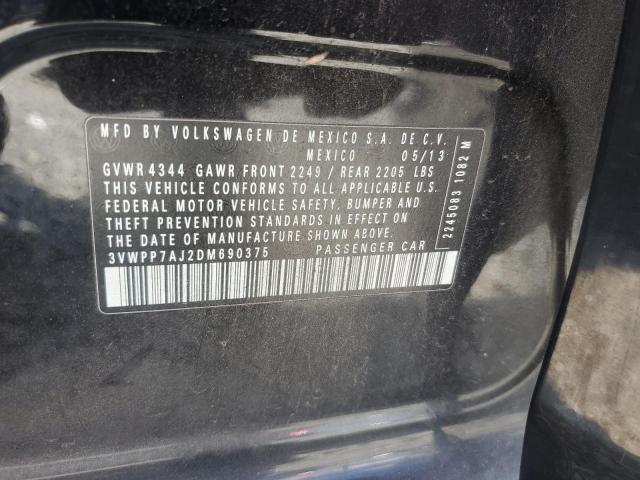 MFD BY VOLKSWAGEN DE MEXICO S.A. DE C.V.
MEXICO 05/13
GVWR 4344 GAWR FRONT 2249 / REAR 2205 LBS
THIS VEHICLE CONFORMS TO ALL APPLICABLE U.S.
FEDERAL MOTOR VEHICLE SAFETY, BUMPER AND
THEFT PREVENTION STANDARDS IN EFFECT ON
THE DATE OF MANUFACTURE SHOWN ABOVE.
3VWPP7AJ2DM690375 PASSENGER CAR
2245083 1082 M